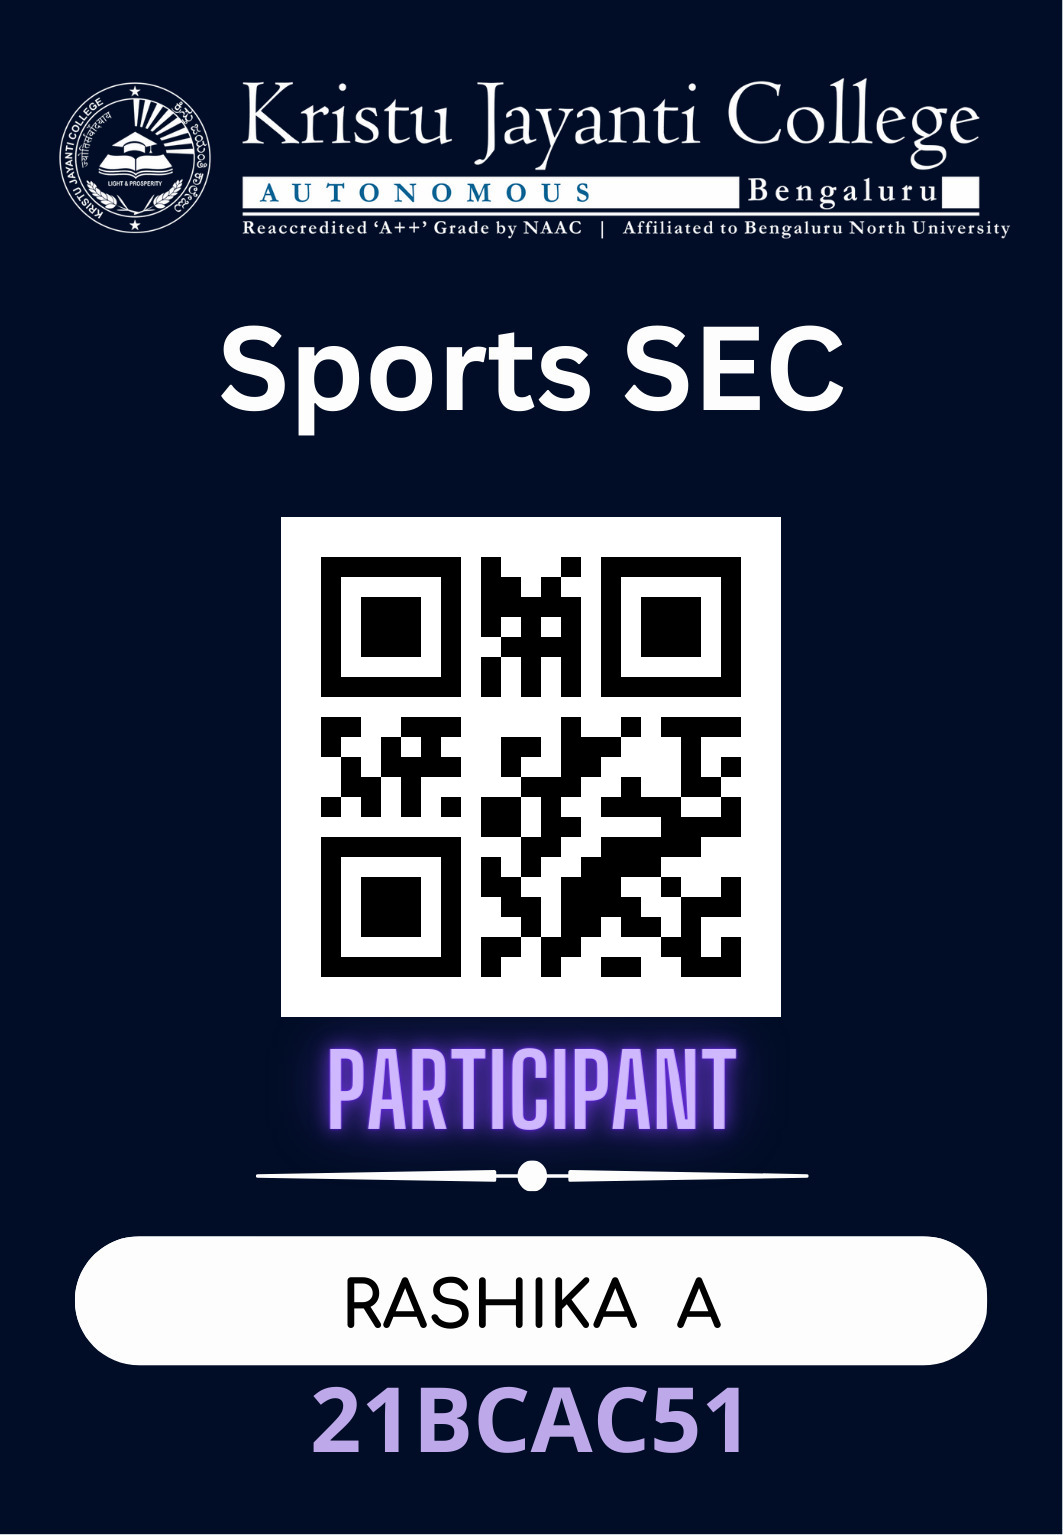 KRISTU JAYANTI COLLEGE
LIGHT & PROSPERITY
Kristu Jayanti College
AUTONOMOUS Bengaluru
Reaccredited ‘A++’ Grade by NAAC | Affiliated to Bengaluru North University
Sports SEC
PARTICIPANT
RASHIKA A
21BCAC51